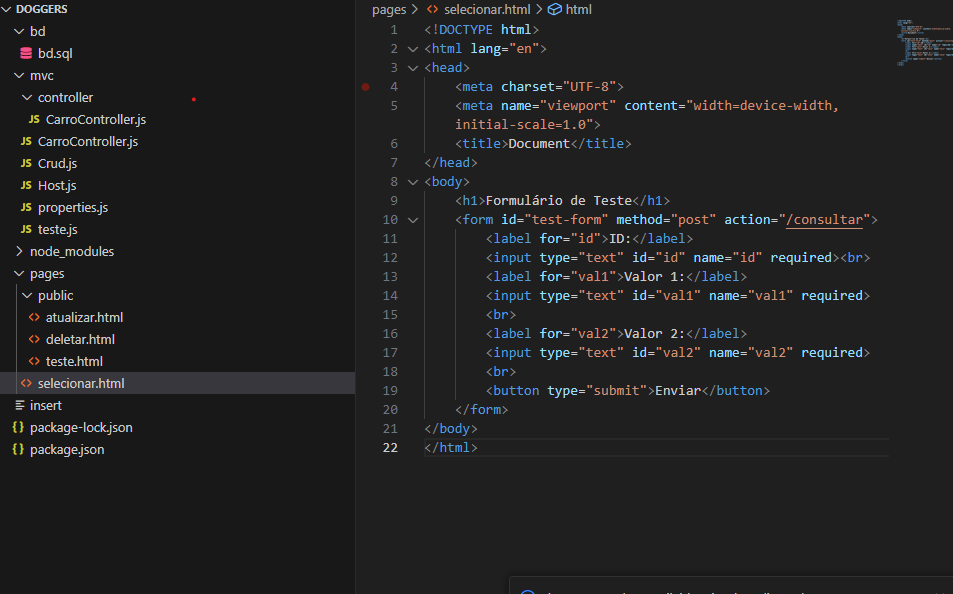 DOGGERS
bd
bd.sql
mvc
controller
JS CarroController.js
JS CarroController.js
JS Crud.js
JS Host.js
JS properties.js
JS teste.js
node_modules
pages
public
<> atualizar.html
<> deletar.html
<> teste.html
<> selecionar.html
insert
{} package-lock.json
{} package.json
pages > <> selecionar.html > html
1 <!DOCTYPE html>
2 <html lang="en">
3 <head>
4 <meta charset="UTF-8">
5 <meta name="viewport" content="width=device-width,
initial-scale=1.0">
6 <title>Document</title>
7 </head>
8 <body>
9 <h1>Formulário de Teste</h1>
10 <form id="test-form" method="post" action="/consultar">
11 <label for="id">ID:</label>
12 <input type="text" id="id" name="id" required><br>
13 <label for="val1">Valor 1:</label>
14 <input type="text" id="val1" name="val1" required>
15 <br>
16 <label for="val2">Valor 2:</label>
17 <input type="text" id="val2" name="val2" required>
18 <br>
19 <button type="submit">Enviar</button>
20 </form>
21 </body>
22 </html>